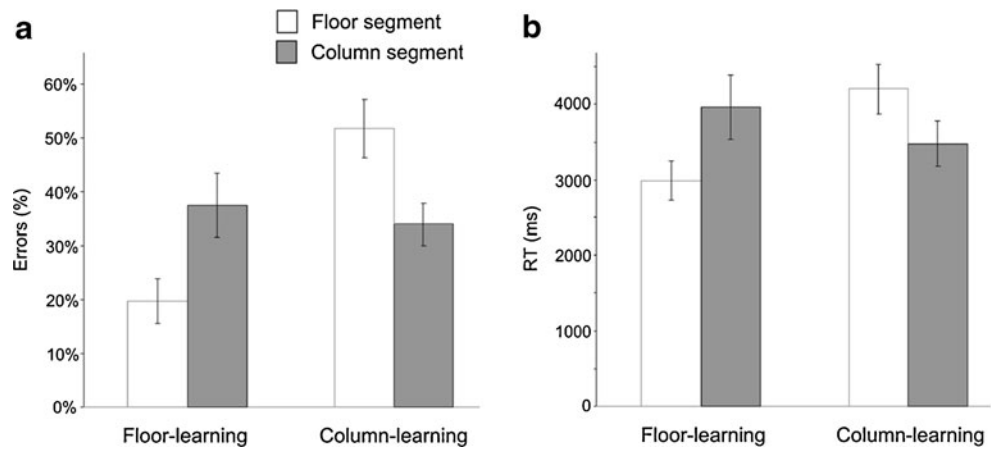 a
Floor segment
Column segment
60%
50%
40%
30%
20%
10%
0%
Errors (%)
Floor-learning
Column-learning
b
4000
3000
2000
1000
0
RT (ms)
Floor-learning
Column-learning